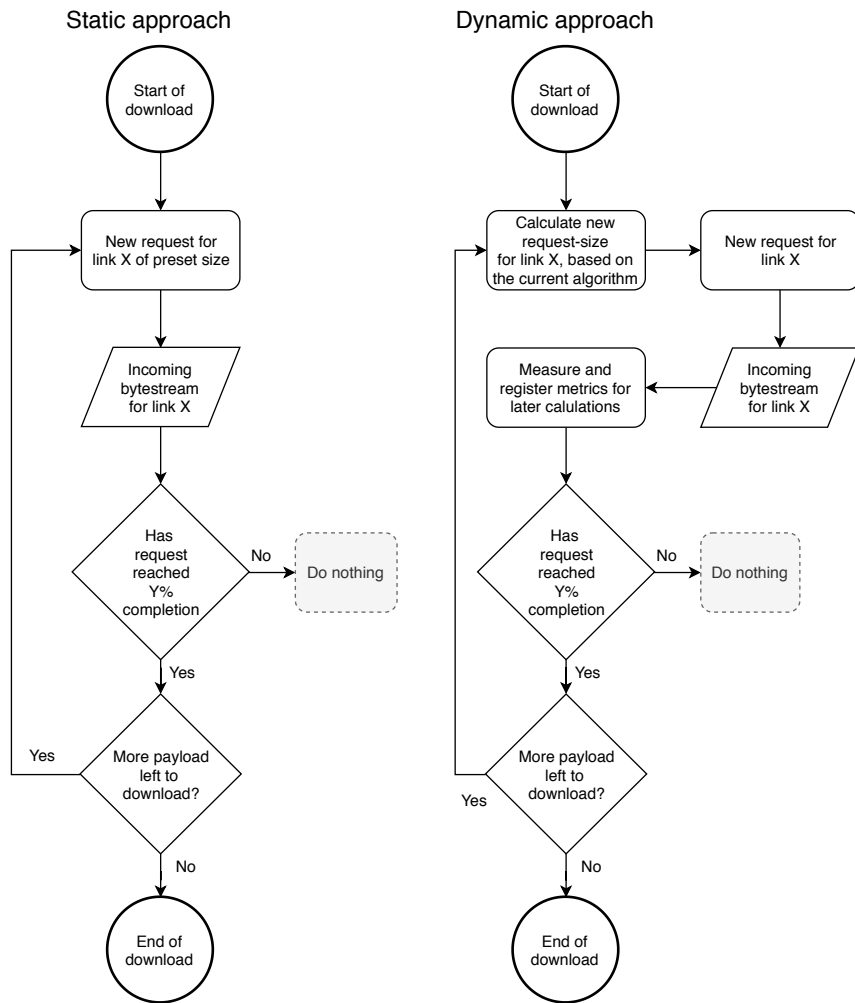 Static approach
Start of
download
New request for
link X of preset size
Incoming
bytestream
for link X
Has
request
reached
Y%
completion
No
Do nothing
Yes
More payload
left to
download?
Yes
No
End of
download
Dynamic approach
Start of
download
Calculate new
request-size
for link X, based on
the current algorithm
New request for
link X
Incoming
bytestream
for link X
Measure and
register metrics for
later calulations
Has
request
reached
Y%
completion
No
Do nothing
Yes
More payload
left to
download?
Yes
No
End of
download